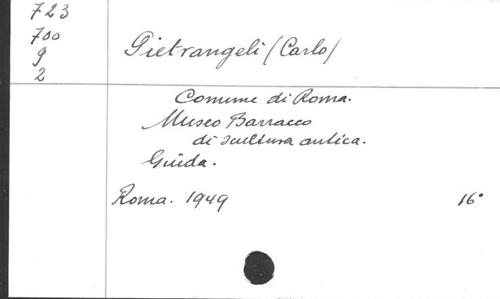 723
700
9
2
Pietrangeli (Carlo)
Comune di Roma.
Museo Barracco
di scultura antica.
Guida.
Roma. 1949 16°